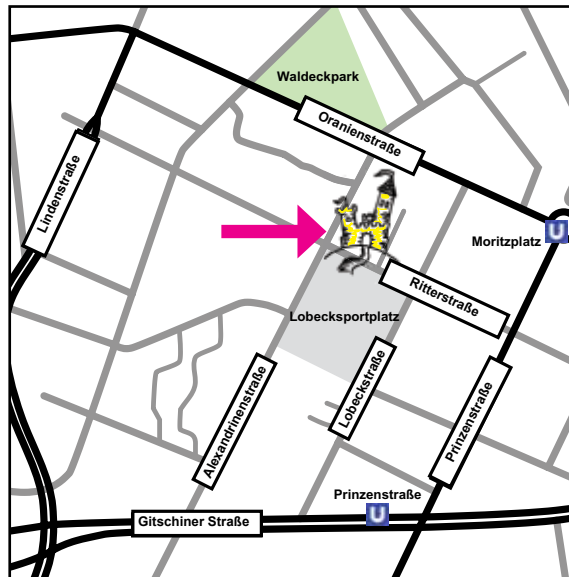 Waldeckpark
Oranienstraße
Lindenstraße
Moritzplatz
U
Ritterstraße
Lobecksportplatz
Alexandrinenstraße
Lobeckstraße
Prinzenstraße
Prinzenstraße
U
Gitschiner Straße